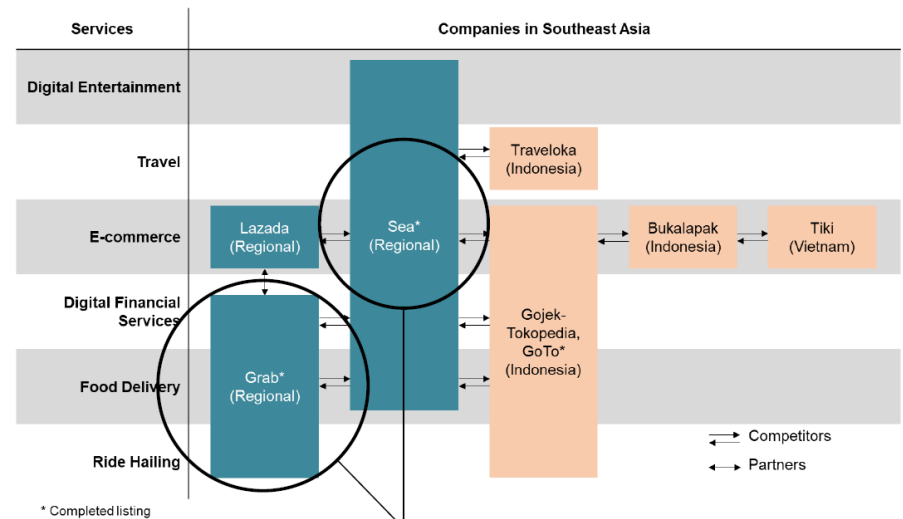 Services
Companies in Southeast Asia
Digital Entertainment
Travel
Traveloka
(Indonesia)
E-commerce
Lazada
(Regional)
Sea*
(Regional)
Bukalapak
(Indonesia)
Tiki
(Vietnam)
Digital Financial
Services
Gojek-
Tokopedia,
GoTo*
(Indonesia)
Food Delivery
Grab*
(Regional)
Ride Hailing
Competitors
Partners
* Completed listing